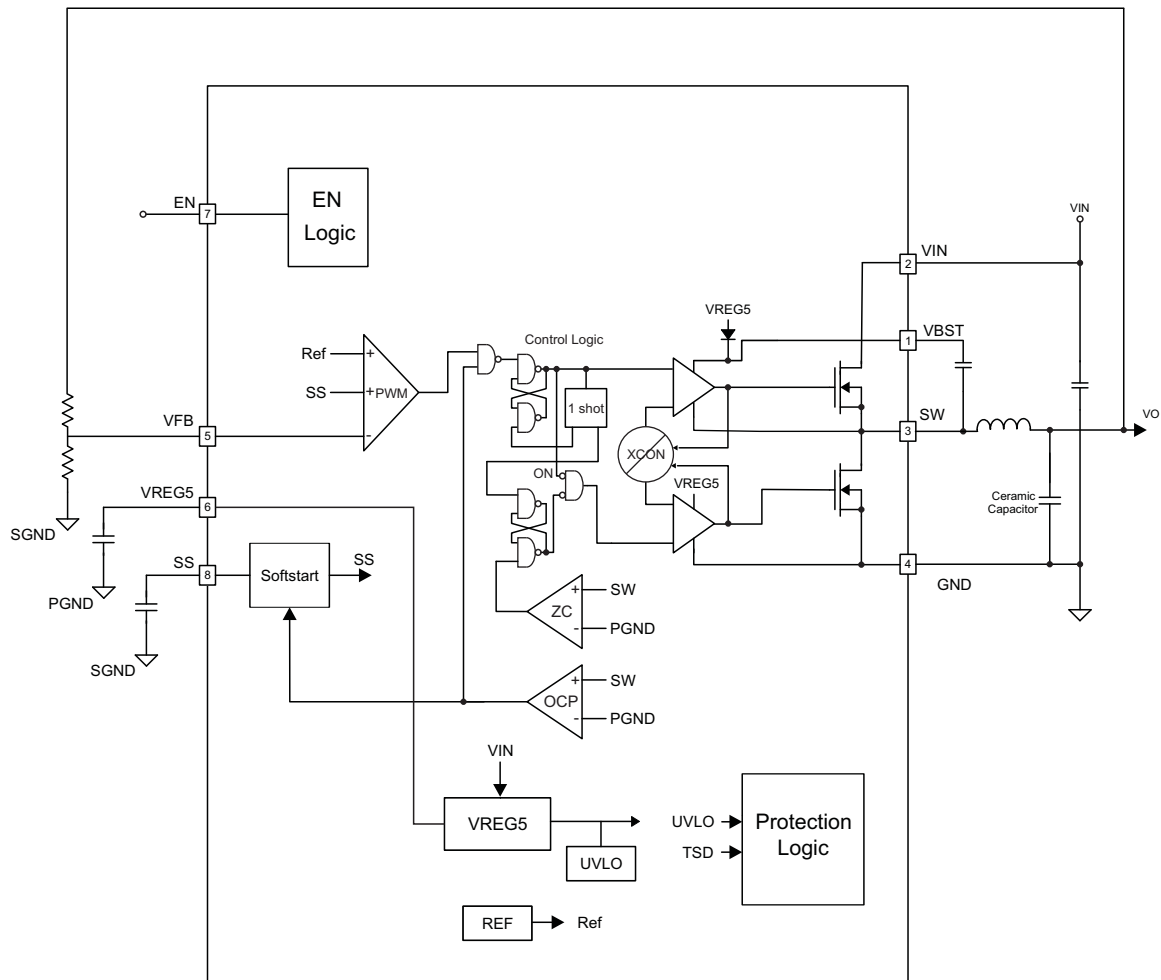 EN
7
EN
Logic
VIN
2
VIN
VREG5
1
VBST
Control Logic
Ref
+
SS
+
PWM
-
1 shot
VFB
5
3
SW
VO
XCON
ON
VREG5
VREG5
6
Ceramic
Capacitor
SGND
SS
8
Softstart
SS
4
GND
PGND
ZC
+
SW
-
PGND
SGND
OCP
+
SW
-
PGND
VIN
VREG5
UVLO
UVLO
TSD
Protection
Logic
REF
Ref